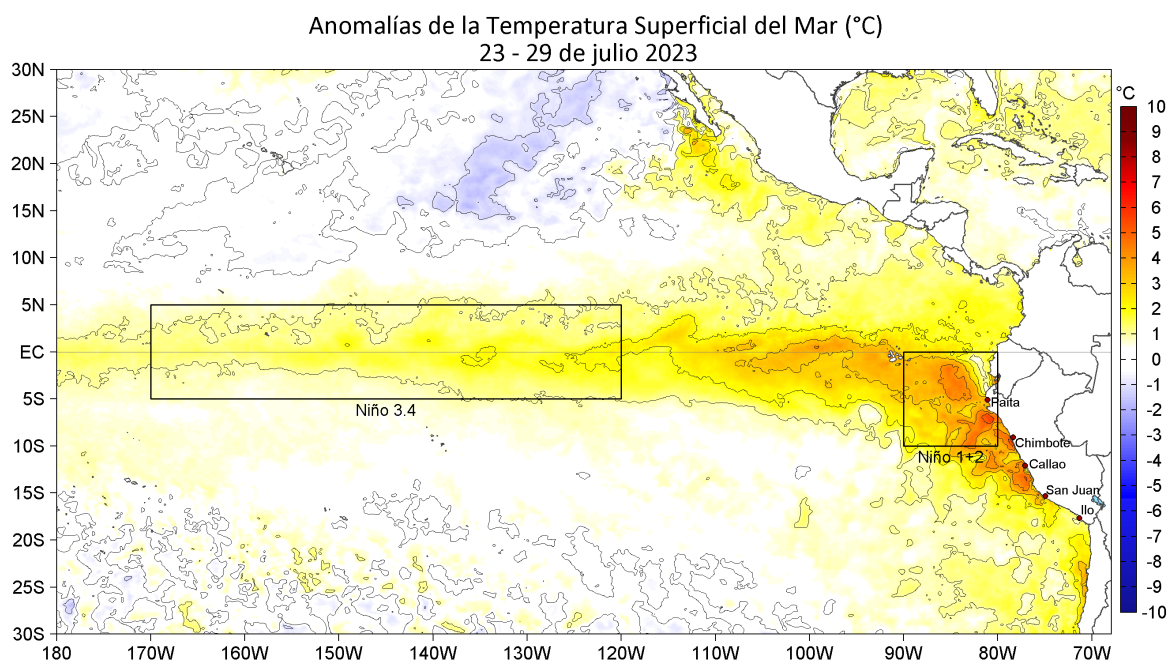 Anomalías de la Temperatura Superficial del Mar (°C)
23 - 29 de julio 2023
30N
25N
20N
15N
10N
5N
EC
5S
10S
15S
20S
25S
30S
180
170W
160W
150W
140W
130W
120W
110W
100W
90W
80W
70W
Niño 3.4
Niño 1+2
Paita
Chimbote
Callao
San Juan
Ilo
°C
10
9
8
7
6
5
4
3
2
1
0
-1
-2
-3
-4
-5
-6
-7
-8
-9
-10